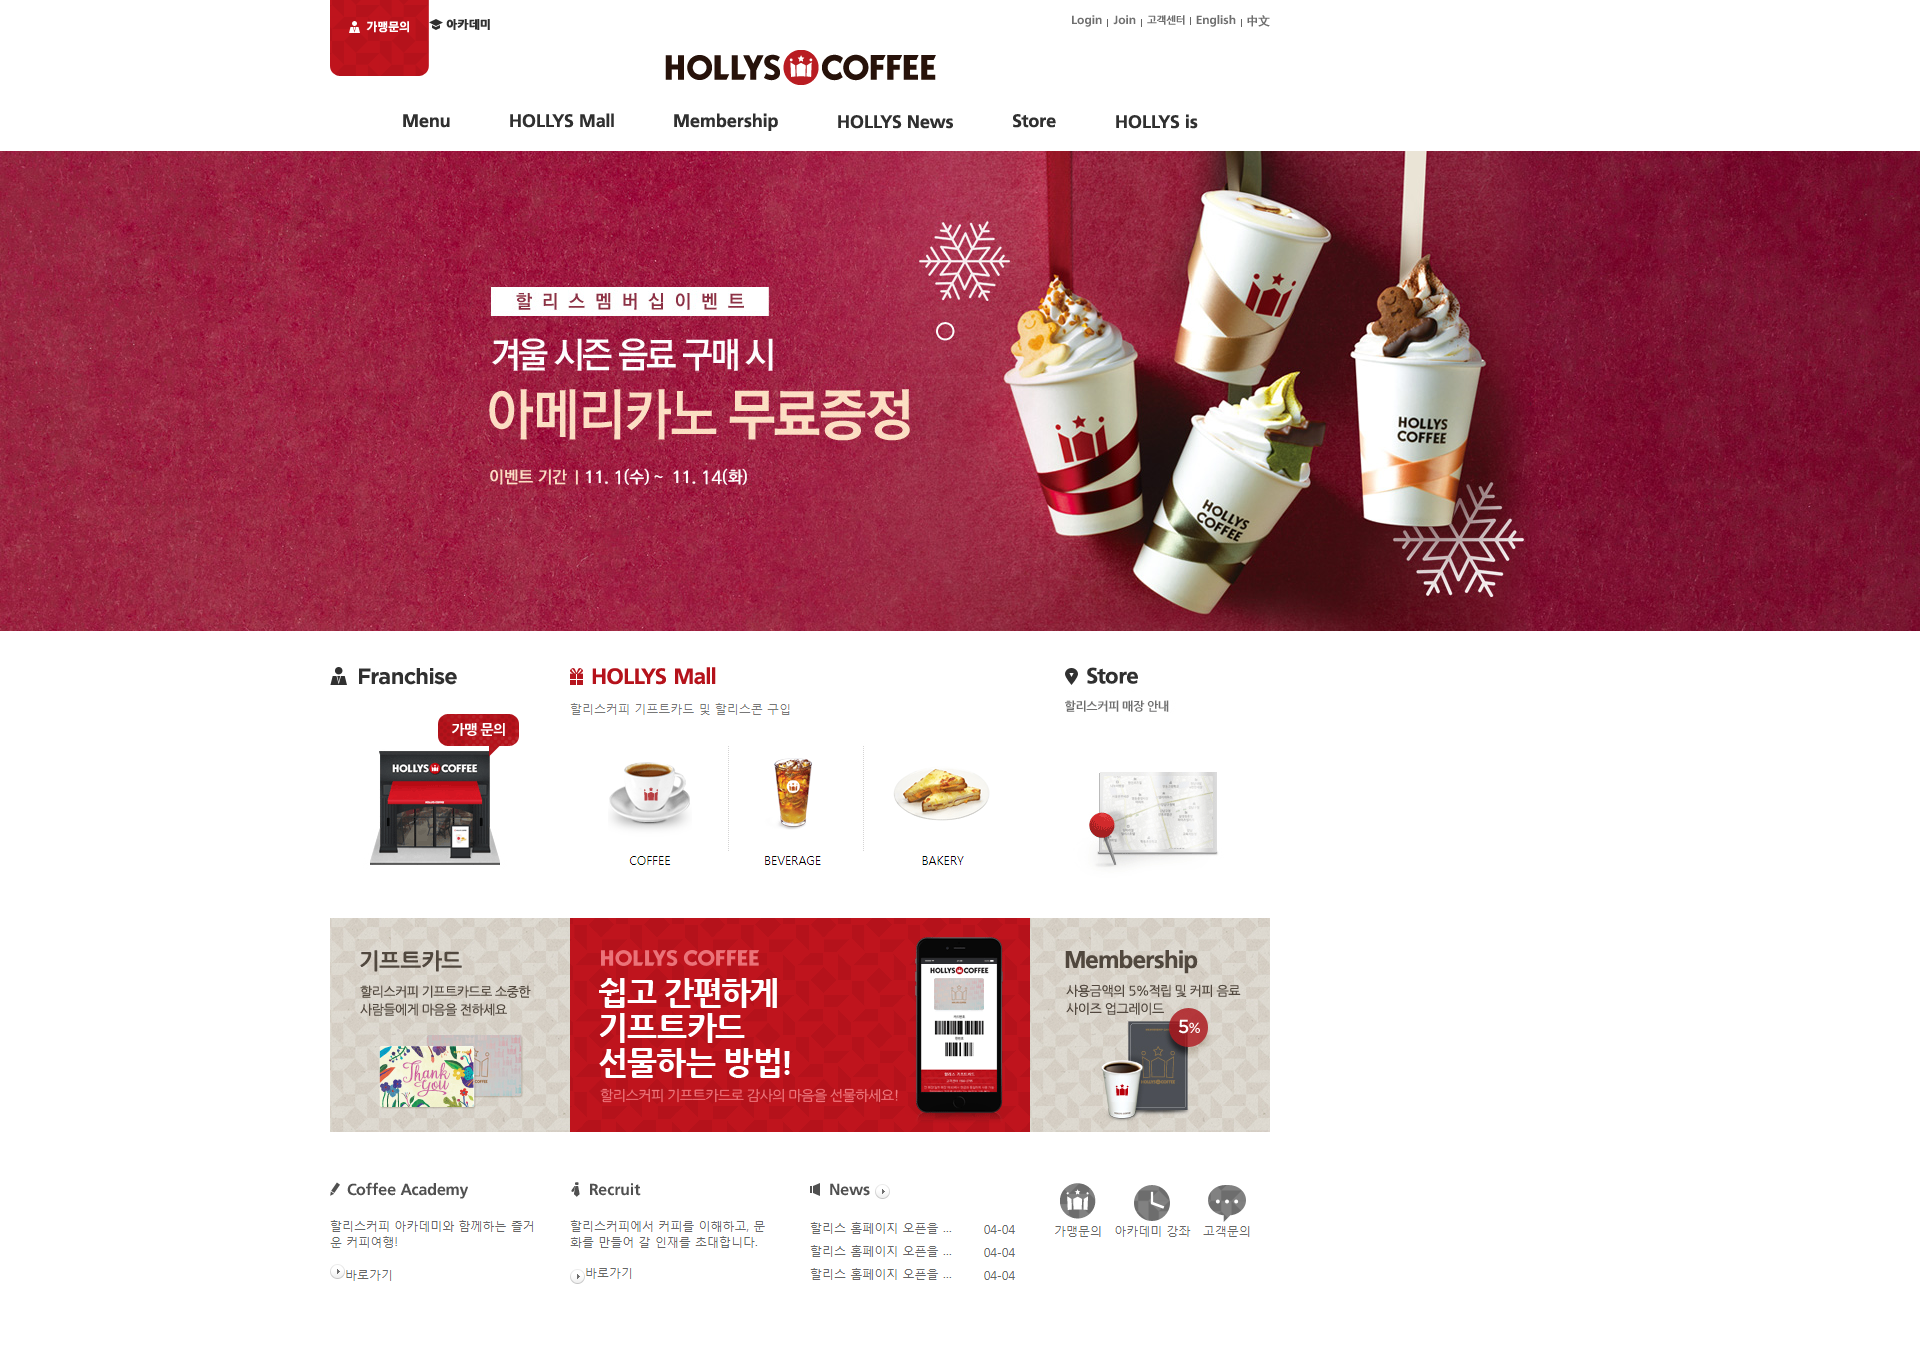 가맹문의
아카데미
Login | Join | 고객센터 | English | 中文
HOLLYS COFFEE
Menu
HOLLYS Mall
Membership
HOLLYS News
Store
HOLLYS is
할리스멤버십이벤트
겨울 시즌 음료 구매 시
아메리카노 무료증정
이벤트 기간 | 11. 1(수) ~ 11. 14(화)
HOLLYS
COFFEE
HOLLYS
COFFEE
Franchise
가맹 문의
HOLLYS COFFEE
HOLLYS Mall
할리스커피 기프트카드 및 할리스콘 구입
COFFEE
BEVERAGE
BAKERY
Store
할리스커피 매장 안내
기프트카드
할리스커피 기프트카드로 소중한
사람들에게 마음을 전하세요
Thank
You
COFFEE
HOLLYS COFFEE
쉽고 간편하게
기프트카드
선물하는 방법!
할리스커피 기프트카드로 감사의 마음을 선물하세요!
HOLLYS COFFEE
할리스 기프트카드
Membership
사용금액의 5%적립 및 커피 음료
사이즈 업그레이드
5%
Coffee Academy
할리스커피 아카데미와 함께하는 즐거
운 커피여행!
바로가기
Recruit
할리스커피에서 커피를 이해하고, 문
화를 만들어 갈 인재를 초대합니다.
바로가기
News
할리스 홈페이지 오픈을 ... 04-04
할리스 홈페이지 오픈을 ... 04-04
할리스 홈페이지 오픈을 ... 04-04
가맹문의
아카데미 강좌
고객문의